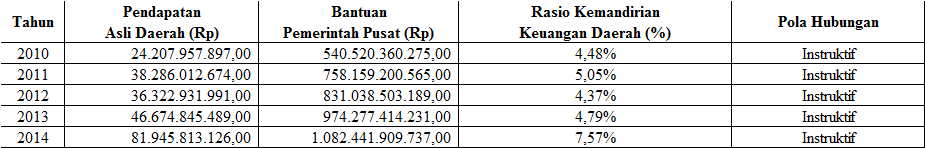 Tahun Pendapatan Asli Daerah (Rp) Bantuan Pemerintah Pusat (Rp) Rasio Kemandirian Keuangan Daerah (%) Pola Hubungan
2010 24.207.957.897,00 540.520.360.275,00 4,48% Instruktif
2011 38.286.012.674,00 758.159.200.565,00 5,05% Instruktif
2012 36.322.931.991,00 831.038.503.189,00 4,37% Instruktif
2013 46.674.845.489,00 974.277.414.231,00 4,79% Instruktif
2014 81.945.813.126,00 1.082.441.909.737,00 7,57% Instruktif